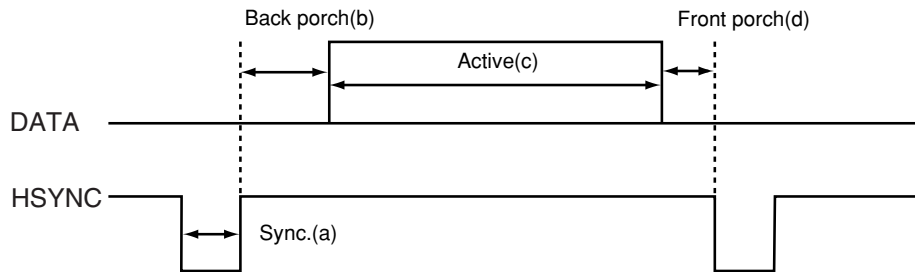 Back porch(b)
Front porch(d)
Active(c)
DATA
HSYNC
Sync.(a)